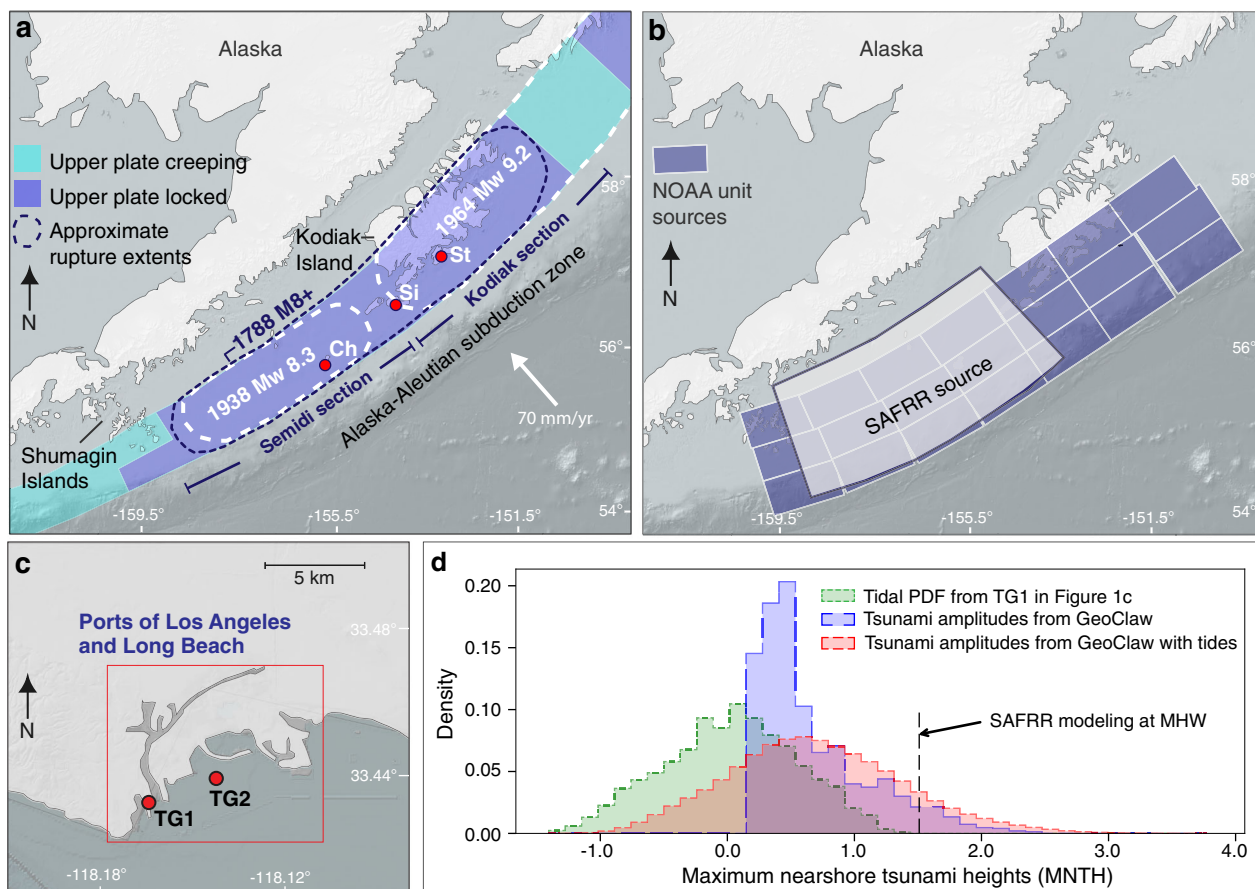 a
Alaska
Upper plate creeping
Upper plate locked
Approximate
rupture extents
N
Kodiak
Island
1964 Mw 9.2
St
Si
Ch
1788 M8+
1938 Mw 8.3
Kodiak section
Semidi section
Alaska-Aleutian subduction zone
70 mm/yr
Shumagin
Islands
58°
56°
54°
-159.5°
-155.5°
-151.5°
b
Alaska
NOAA unit
sources
N
SAFRR source
58°
56°
54°
-159.5°
-155.5°
-151.5°
c
5 km
Ports of Los Angeles
and Long Beach
33.48°
N
33.44°
TG2
TG1
-118.18°
-118.12°
d
Density
0.20
0.15
0.10
0.05
0.00
Tidal PDF from TG1 in Figure 1c
Tsunami amplitudes from GeoClaw
Tsunami amplitudes from GeoClaw with tides
SAFRR modeling at MHW
-1.0
0.0
1.0
2.0
3.0
4.0
Maximum nearshore tsunami heights (MNTH)